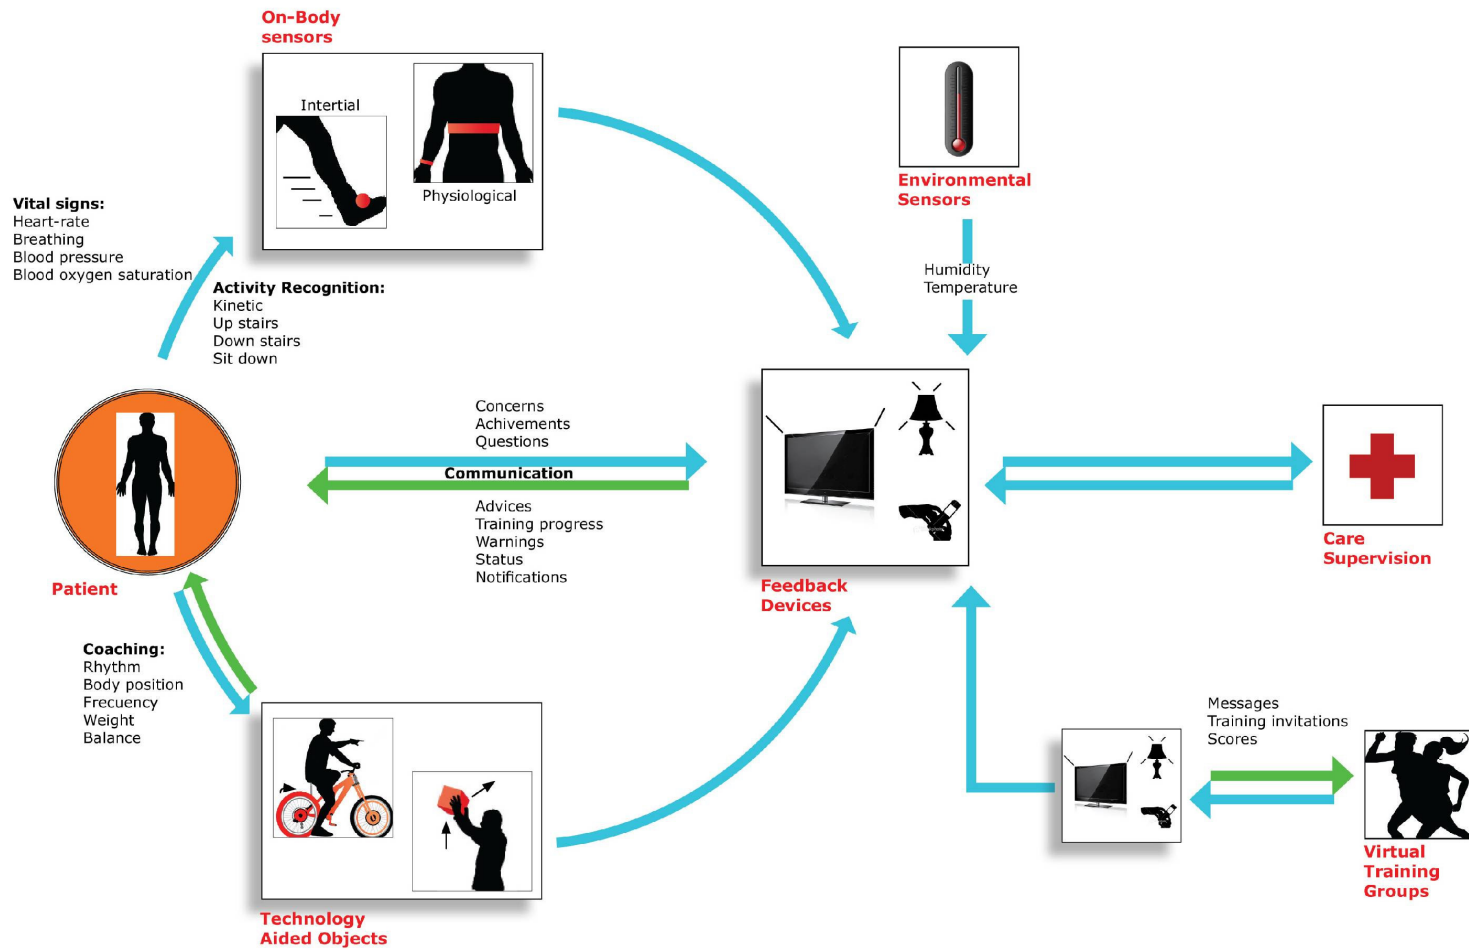 On-Body
sensors
Intertial
Physiological
Environmental
Sensors
Humidity
Temperature
Vital signs:
Heart-rate
Breathing
Blood pressure
Blood oxygen saturation
Activity Recognition:
Kinetic
Up stairs
Down stairs
Sit down
Concerns
Achivements
Questions
Communication
Advices
Training progress
Warnings
Status
Notifications
Patient
Feedback
Devices
Care
Supervision
Coaching:
Rhythm
Body position
Frecuency
Weight
Balance
Messages
Training invitations
Scores
Virtual
Training
Groups
Technology
Aided Objects